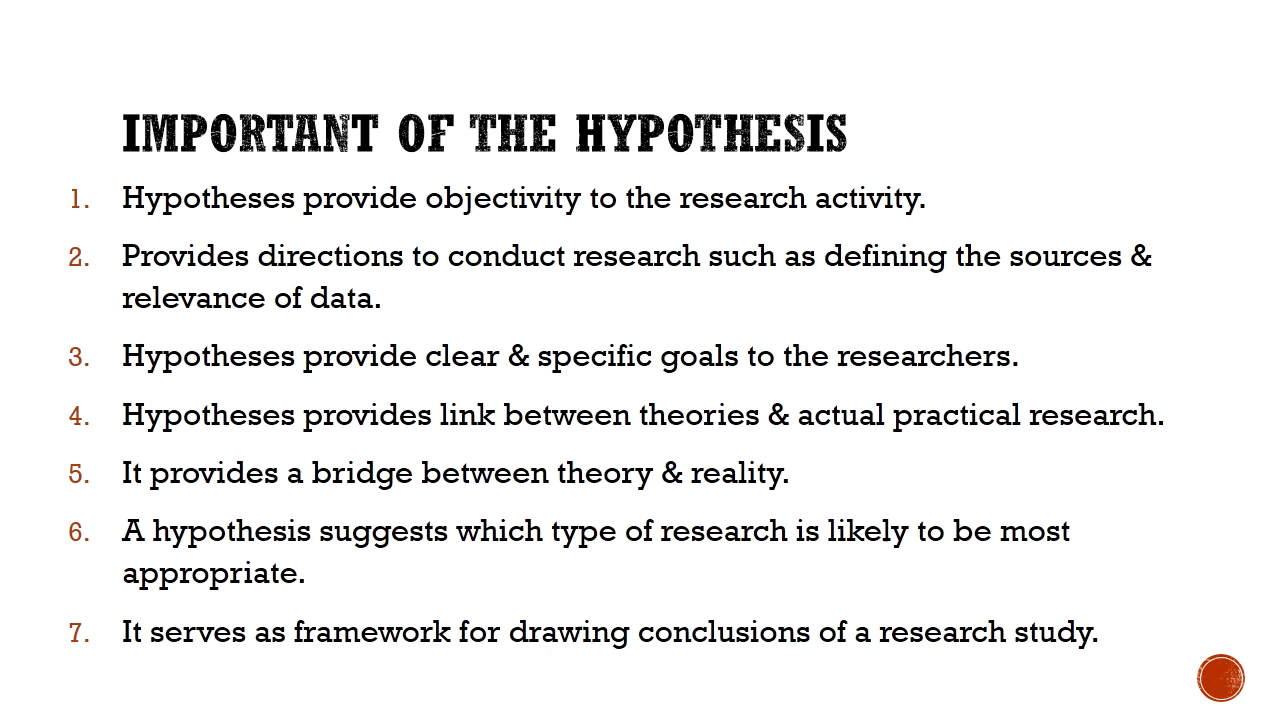 IMPORTANT OF THE HYPOTHESIS
1. Hypotheses provide objectivity to the research activity.
2. Provides directions to conduct research such as defining the sources &
relevance of data.
3. Hypotheses provide clear & specific goals to the researchers.
4. Hypotheses provides link between theories & actual practical research.
5. It provides a bridge between theory & reality.
6. A hypothesis suggests which type of research is likely to be most
appropriate.
7. It serves as framework for drawing conclusions of a research study.